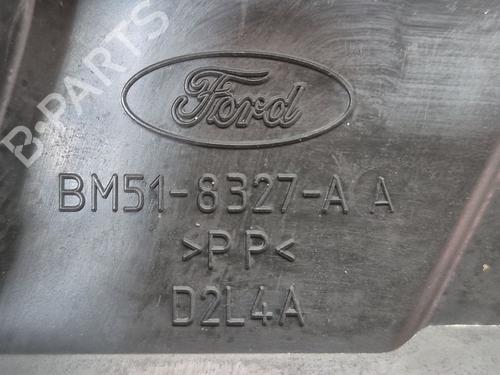 B-PARTS
Ford
BM51-8327-A A
>PP<
D2L4A